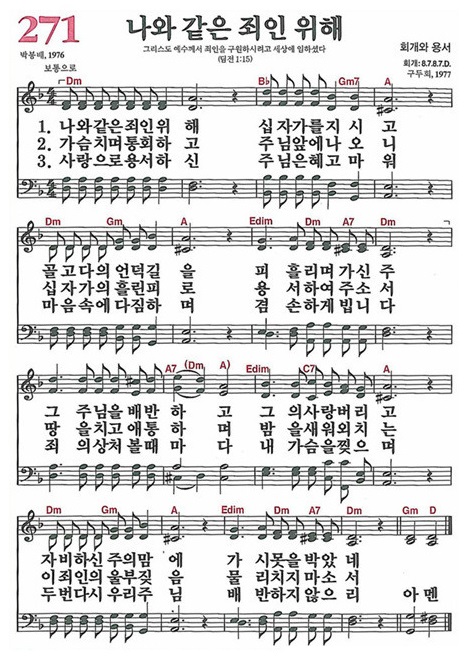 271
나와 같은 죄인 위해
그리스도 예수께서 죄인을 구원하시려고 세상에 임하셨다
(딤전 1:15)
회개와 용서
박봉배, 1976
보통으로
회개: 8.7.8.7.D.
구두회, 1977
Dm B♭ Gm7 A
1. 나와같은죄인위 해 십 자가를 지 시 고
2. 가슴치며통회하 고 주 님앞에 나 오 니
3. 사랑으로용서하 신 주 님은혜 고 마 워
Dm Gm A Edim Dm A7 Dm
골고다의언덕길 을 피 흘리며 가신 주
십자가의흘린피 로 용 서하여 주소 서
마음속에다짐하 며 겸 손하게 빕니 다
A7 (Dm A) Edim C7 A
그 주님을배반 하 고 그 의사랑버리 고
땅 을치고애통 하 며 밤 을새워외치 는
죄 의상처볼때 마 다 내 가슴을찢으 며
Dm Gm A Edim Dm A7 Dm Gm D
자비하신주의맘 에 가 시못을 박았 네
이죄인의울부짖 음 물 리치지 마소 서
두번다시우리주 님 배 반하지 않으 리 아 멘